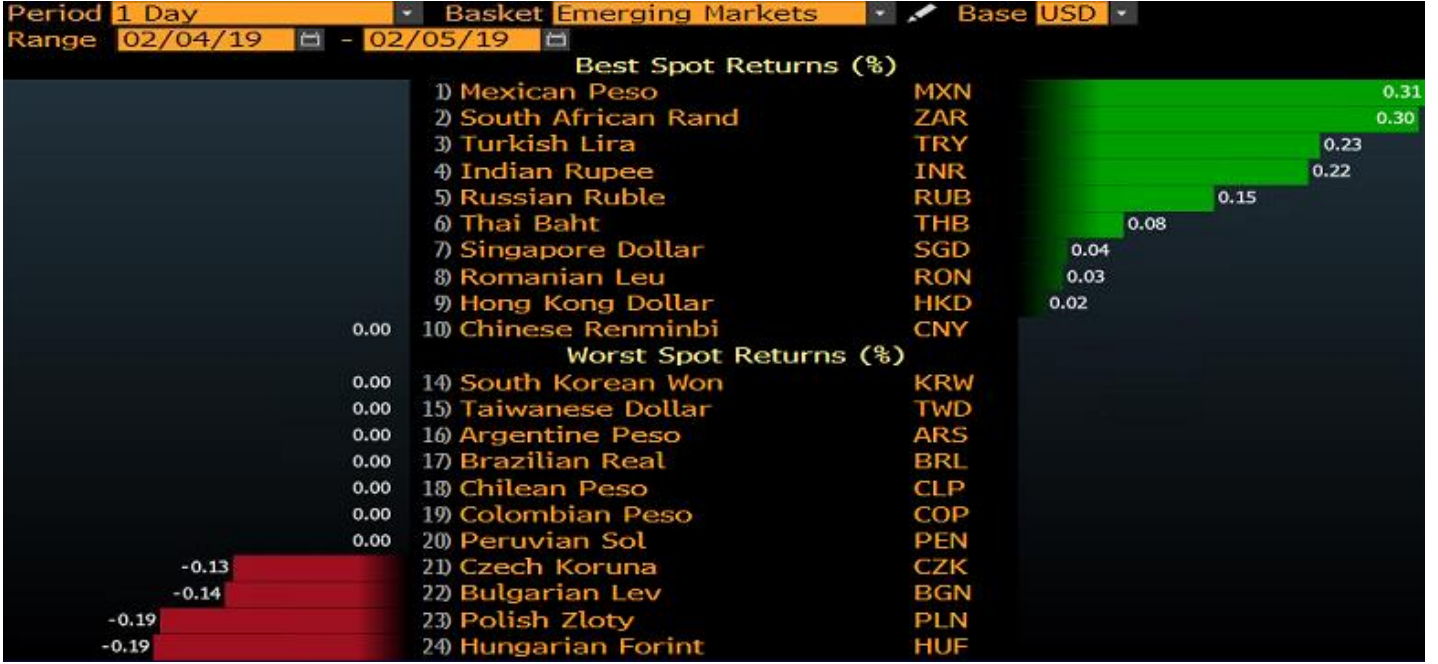 Period 1 Day Basket Emerging Markets Base USD
Range 02/04/19 - 02/05/19
Best Spot Returns (%)
1) Mexican Peso MXN 0.31
2) South African Rand ZAR 0.30
3) Turkish Lira TRY 0.23
4) Indian Rupee INR 0.22
5) Russian Ruble RUB 0.15
6) Thai Baht THB 0.08
7) Singapore Dollar SGD 0.04
8) Romanian Leu RON 0.03
9) Hong Kong Dollar HKD 0.02
0.00 10) Chinese Renminbi CNY
Worst Spot Returns (%)
0.00 14) South Korean Won KRW
0.00 15) Taiwanese Dollar TWD
0.00 16) Argentine Peso ARS
0.00 17) Brazilian Real BRL
0.00 18) Chilean Peso CLP
0.00 19) Colombian Peso COP
0.00 20) Peruvian Sol PEN
-0.13 21) Czech Koruna CZK
-0.14 22) Bulgarian Lev BGN
-0.19 23) Polish Zloty PLN
-0.19 24) Hungarian Forint HUF